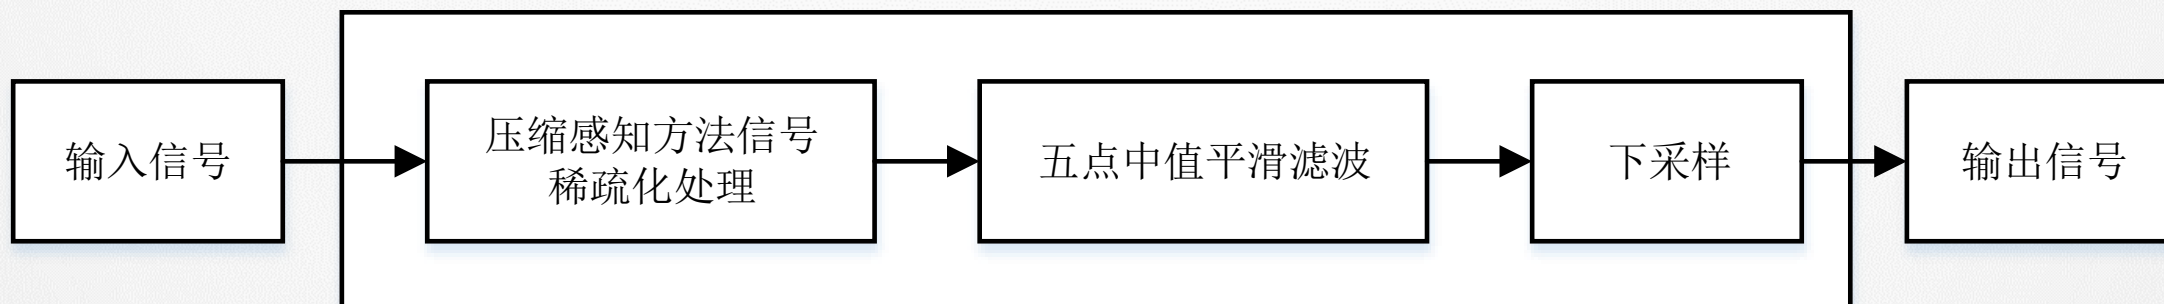 输入信号
压缩感知方法信号
稀疏化处理
五点中值平滑滤波
下采样
输出信号